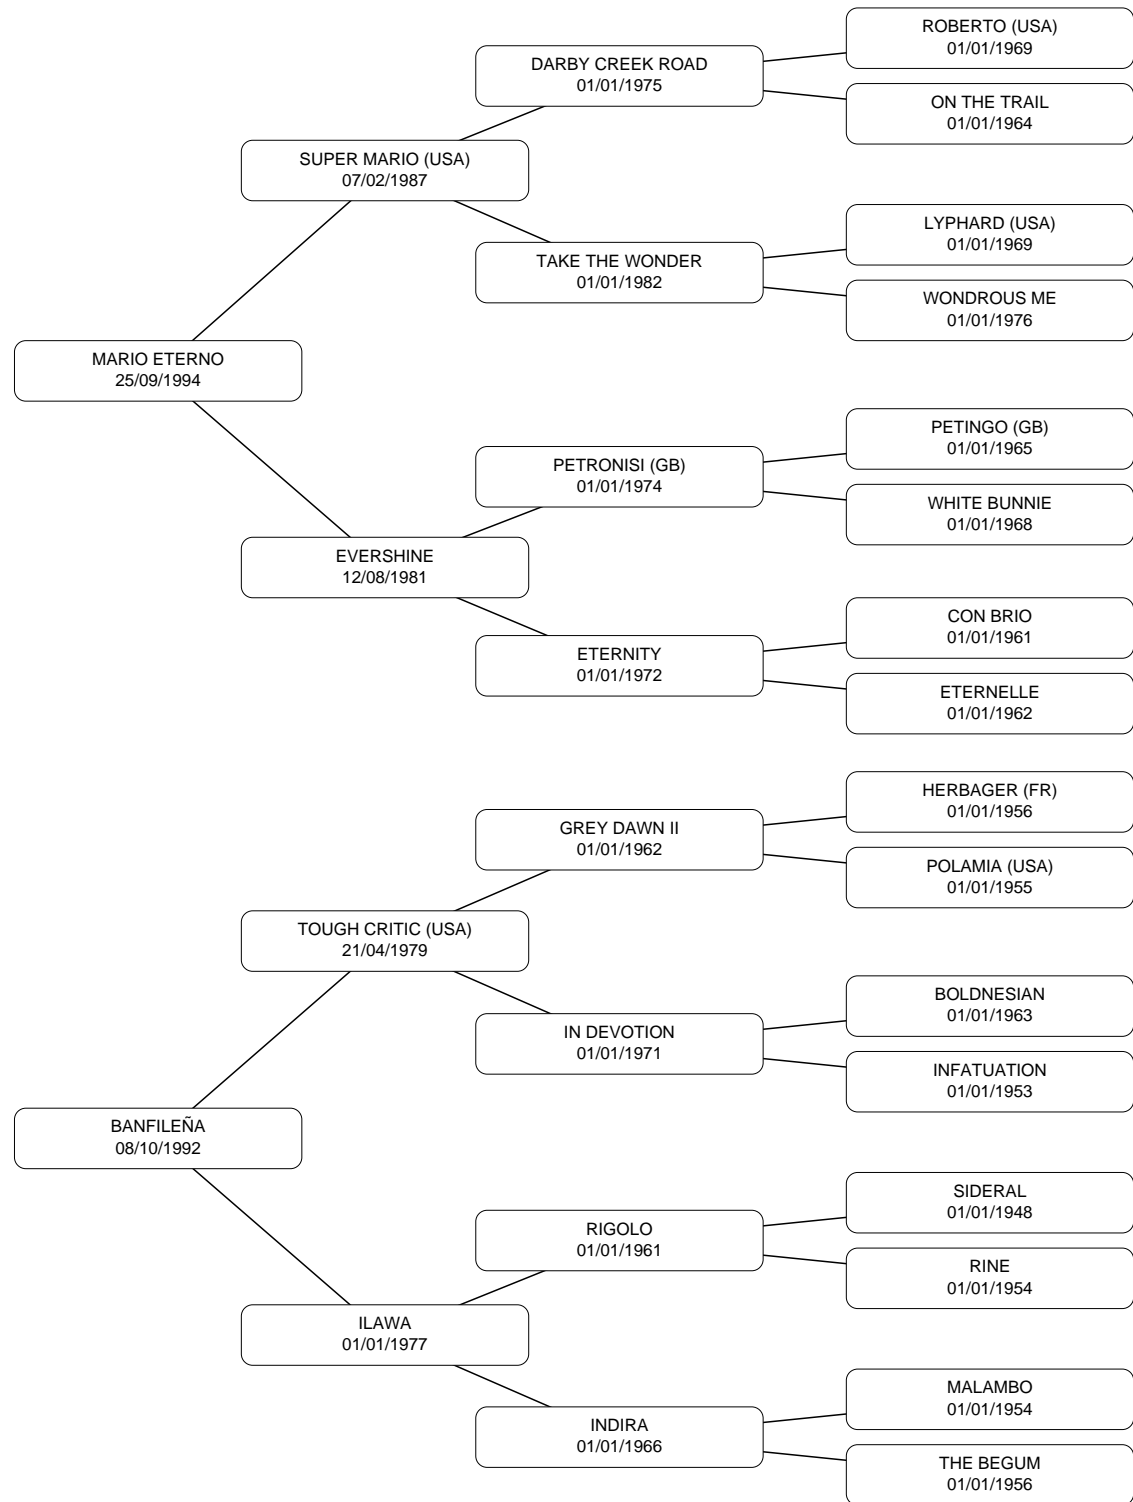 ROBERTO (USA)
01/01/1969
DARBY CREEK ROAD
01/01/1975
ON THE TRAIL
01/01/1964
SUPER MARIO (USA)
07/02/1987
LYPHARD (USA)
01/01/1969
TAKE THE WONDER
01/01/1982
WONDROUS ME
01/01/1976
MARIO ETERNO
25/09/1994
PETINGO (GB)
01/01/1965
PETRONISI (GB)
01/01/1974
WHITE BUNNIE
01/01/1968
EVERSHINE
12/08/1981
CON BRIO
01/01/1961
ETERNITY
01/01/1972
ETERNELLE
01/01/1962
HERBAGER (FR)
01/01/1956
GREY DAWN II
01/01/1962
POLAMIA (USA)
01/01/1955
TOUGH CRITIC (USA)
21/04/1979
BOLDNESIAN
01/01/1963
IN DEVOTION
01/01/1971
INFATUATION
01/01/1953
BANFILEÑA
08/10/1992
SIDERAL
01/01/1948
RIGOLO
01/01/1961
RINE
01/01/1954
ILAWA
01/01/1977
MALAMBO
01/01/1954
INDIRA
01/01/1966
THE BEGUM
01/01/1956